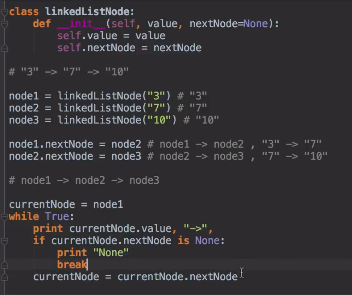 class linkedListNode:
    def __init__(self, value, nextNode=None):
        self.value = value
        self.nextNode = nextNode

# "3" -> "7" -> "10"

node1 = linkedListNode("3") # "3"
node2 = linkedListNode("7") # "7"
node3 = linkedListNode("10") # "10"

node1.nextNode = node2 # node1 -> node2 , "3" -> "7"
node2.nextNode = node3 # node2 -> node3 , "7" -> "10"

# node1 -> node2 -> node3

currentNode = node1
while True:
    print currentNode.value, "->",
    if currentNode.nextNode is None:
        print "None"
        break
    currentNode = currentNode.nextNode